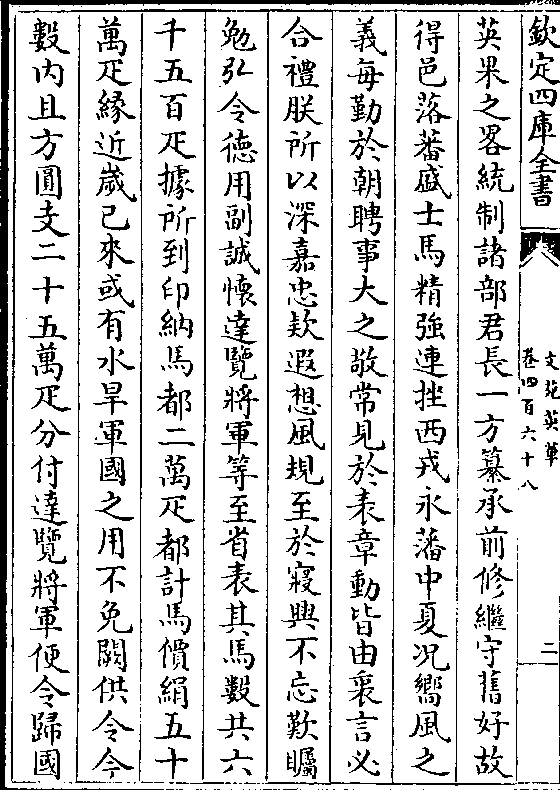 欽定四庫全書
文苑英華
卷四百六十八
二
英果之畧統制諸部君長一方纂承前修繼守舊好故
得邑落蕃盛士馬精強連挫西戎永藩中夏况嚮風之
義每勤於朝聘事大之敬常見於表章動皆由衷言必
合禮朕所以深嘉忠欵遐想風規至於寢興不忘歎矚
勉弘令徳用副誠懷達覽將軍等至省表其馬數共六
千五百疋據所到印納馬都二萬疋都計馬價絹五十
萬疋緣近嵗已來或有水旱軍國之用不免闕供今今
數内且方圓支二十五萬疋分付達覽將軍便令歸國